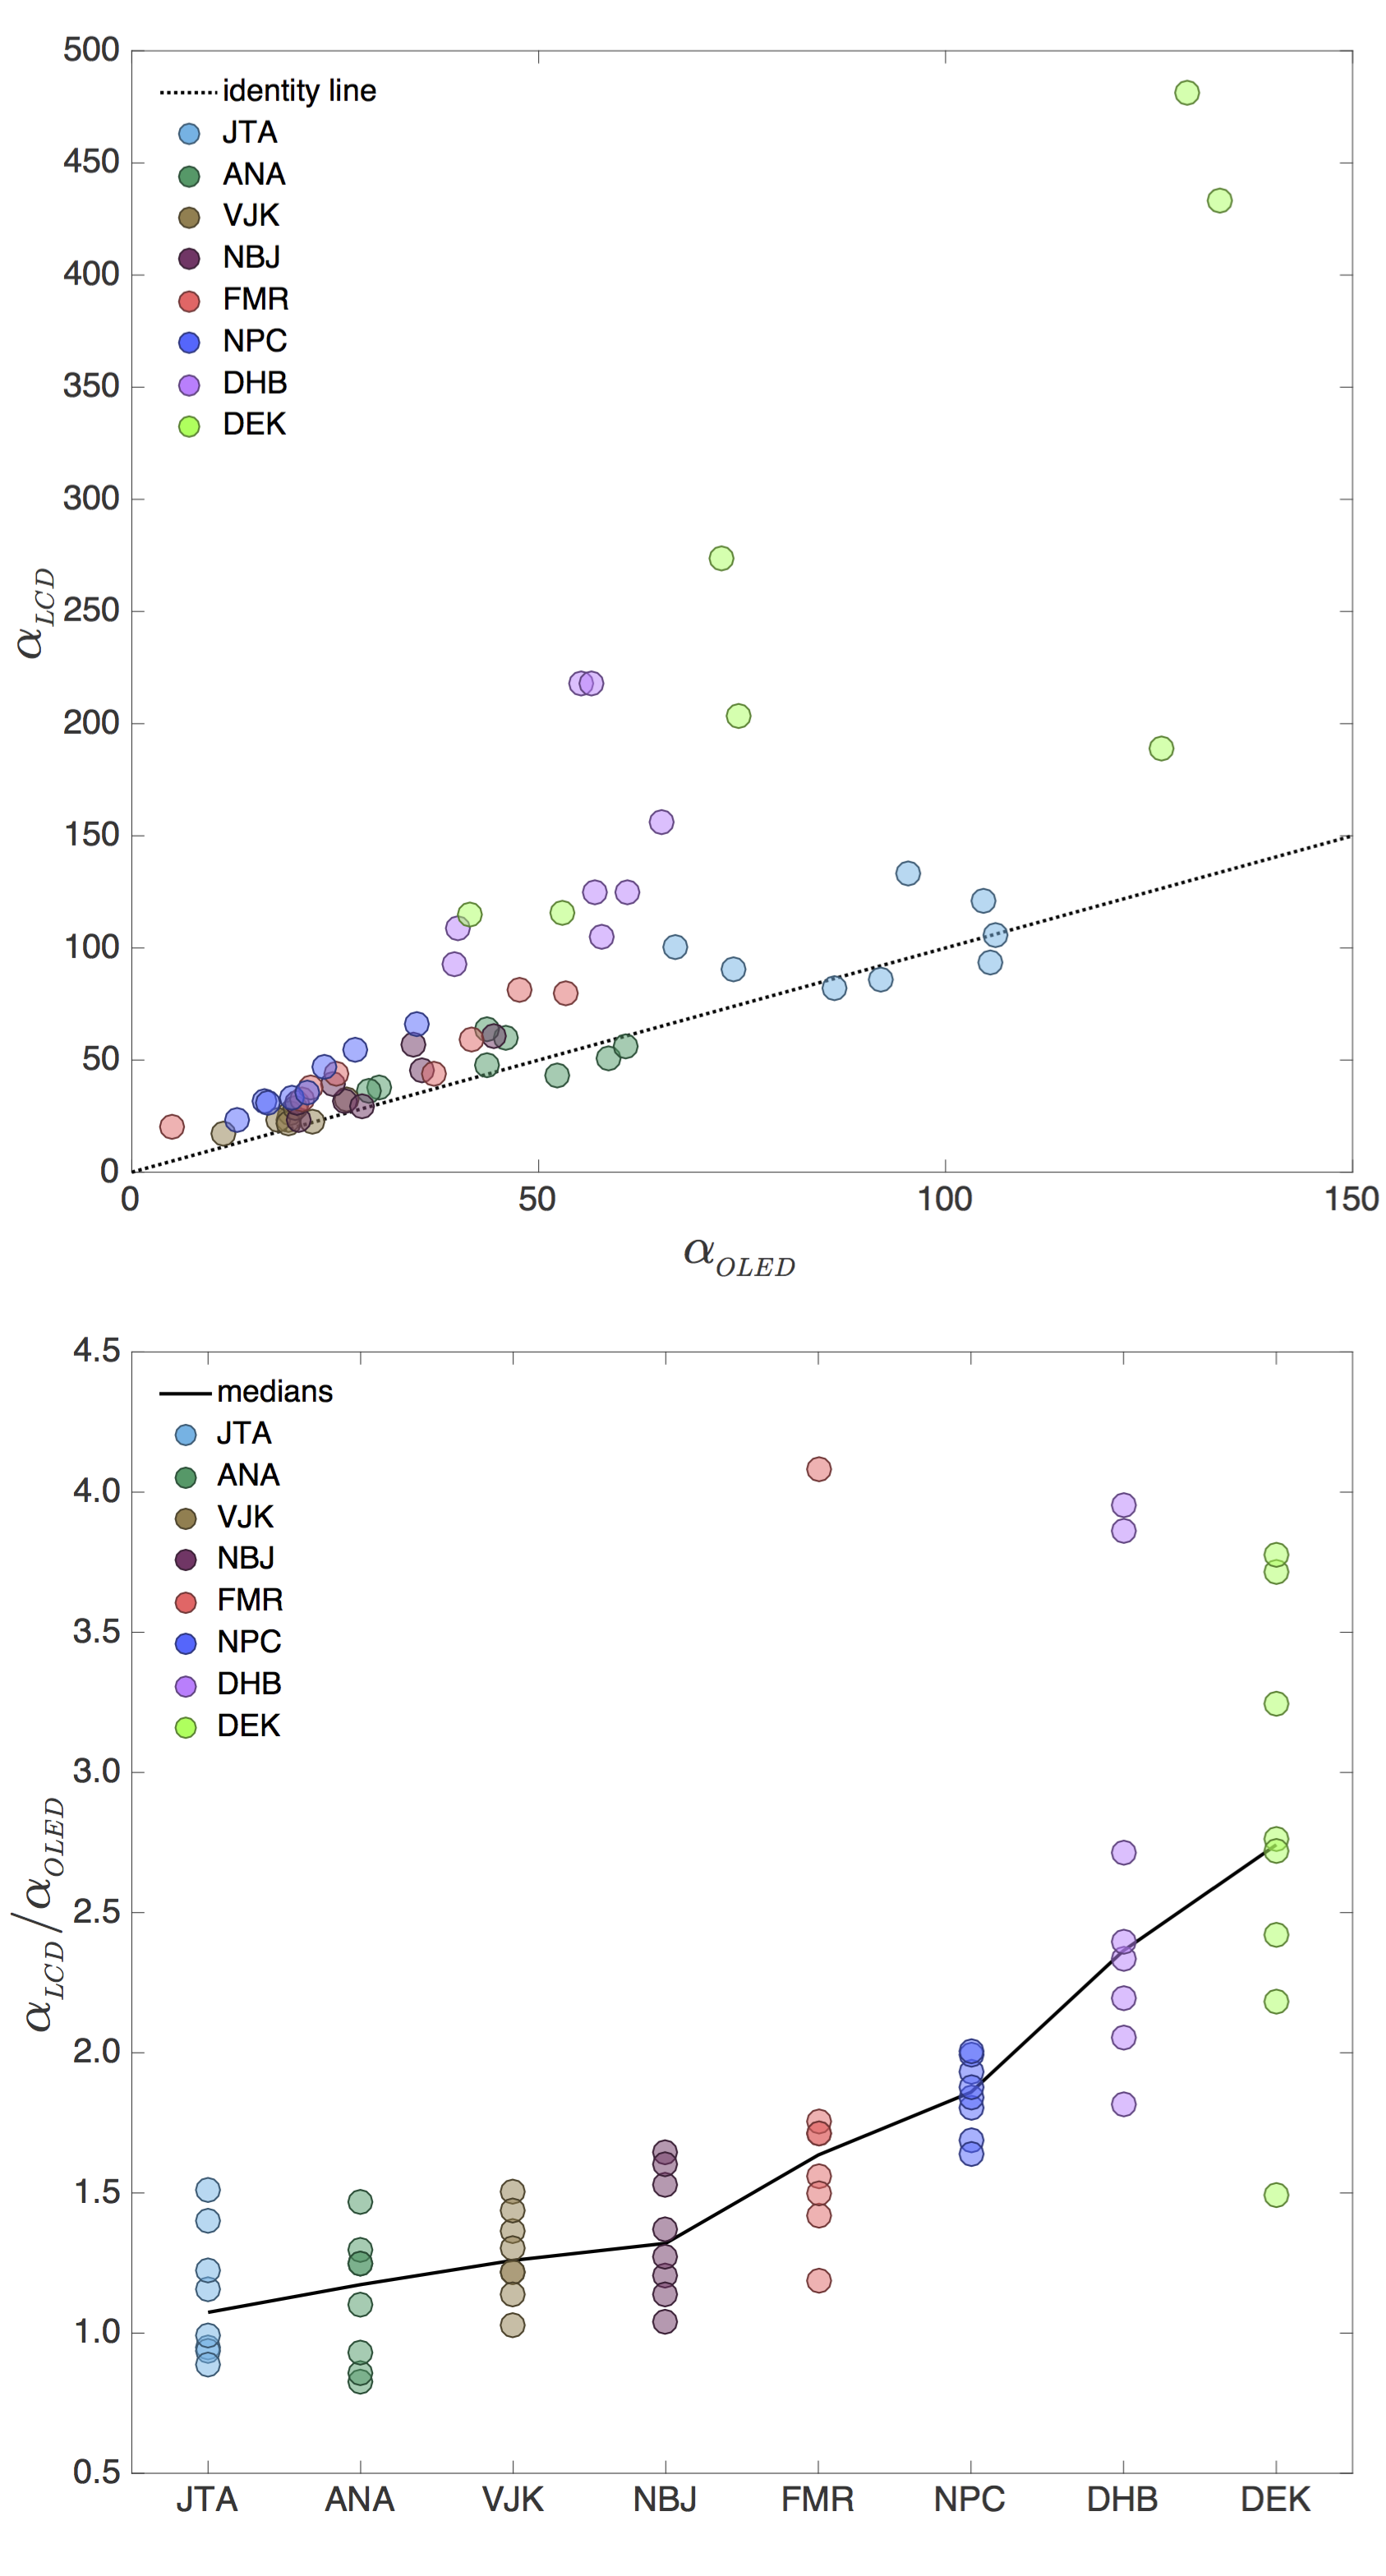 500
450
400
350
300
250
200
150
100
50
0
identity line
JTA
ANA
VJK
NBJ
FMR
NPC
DHB
DEK
α_LCD
0 50 100 150
α_OLED
4.5
4.0
3.5
3.0
2.5
2.0
1.5
1.0
0.5
medians
JTA
ANA
VJK
NBJ
FMR
NPC
DHB
DEK
α_LCD/α_OLED
JTA ANA VJK NBJ FMR NPC DHB DEK